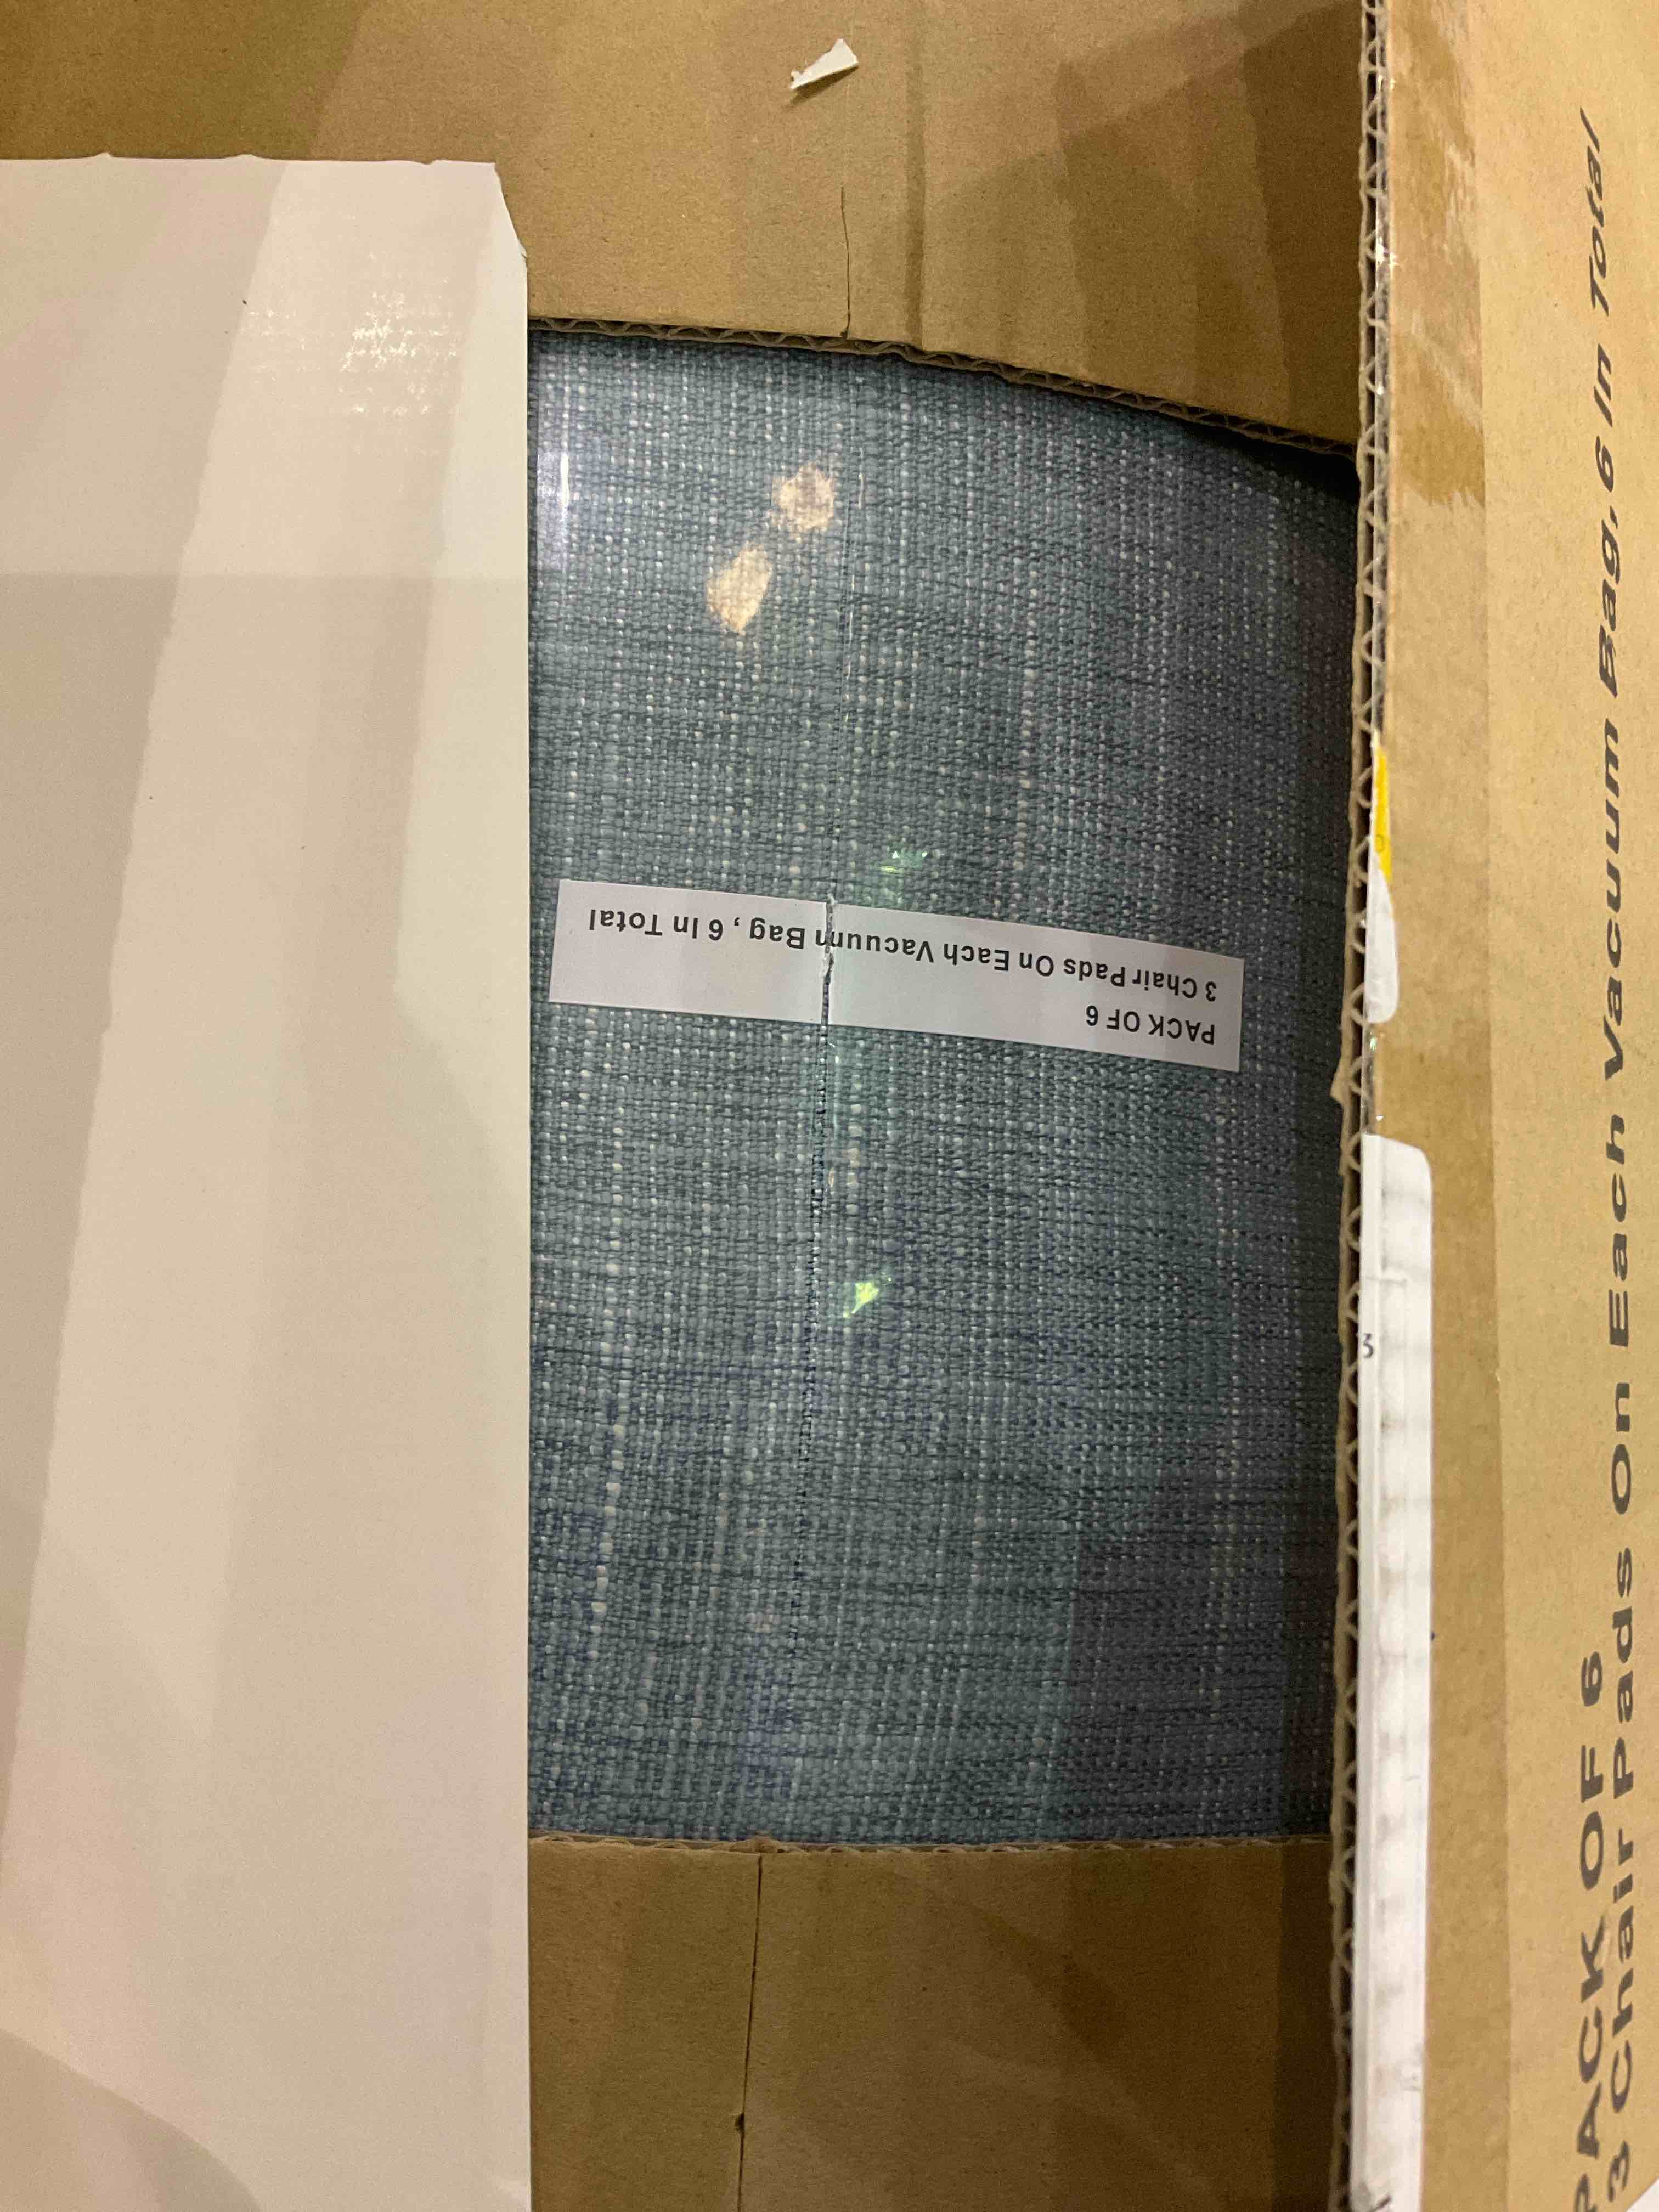 PACK OF 6
3 Chair Pads On Each Vacuum Bag , 6 In Total
PACK OF 6
3 Chair Pads On Each Vacuum Bag, 6 In Total
3